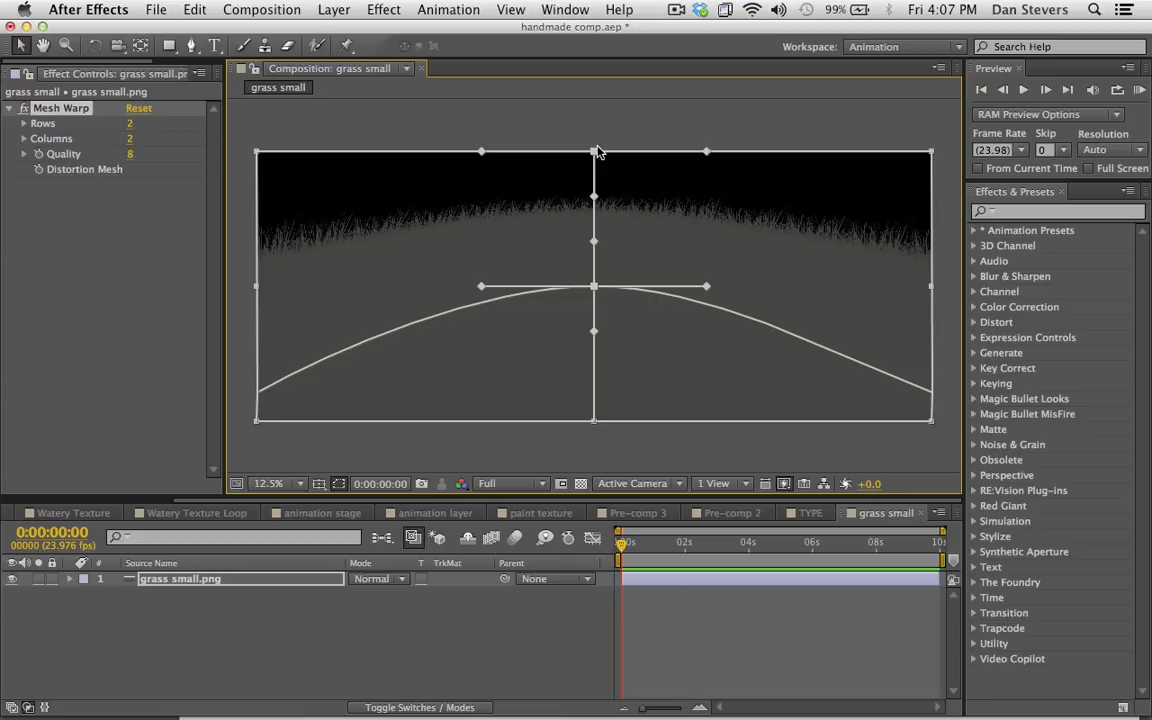 After Effects File Edit Composition Layer Effect Animation View Window Help 99% Fri 4:07 PM Dan Stevers
handmade comp.aep *
Workspace: Animation Search Help
Effect Controls: grass small.pr
grass small • grass small.png
fx Mesh Warp Reset
Rows 2
Columns 2
Quality 8
Distortion Mesh
Composition: grass small
grass small
12.5% 0:00:00:00 Full Active Camera 1 View +0.0
Preview
RAM Preview Options
Frame Rate Skip Resolution
(23.98) 0 Auto
From Current Time Full Screen
Effects & Presets
* Animation Presets
3D Channel
Audio
Blur & Sharpen
Channel
Color Correction
Distort
Expression Controls
Generate
Key Correct
Keying
Magic Bullet Looks
Magic Bullet MisFire
Matte
Noise & Grain
Obsolete
Perspective
RE:Vision Plug-ins
Red Giant
Simulation
Stylize
Synthetic Aperture
Text
The Foundry
Time
Transition
Trapcode
Utility
Video Copilot
Watery Texture Watery Texture Loop animation stage animation layer paint texture Pre-comp 3 Pre-comp 2 TYPE grass small
0:00:00:00
00000 (23.976 fps)
00s 02s 04s 06s 08s 10s
# Source Name Mode T TrkMat Parent
1 grass small.png Normal None
Toggle Switches / Modes